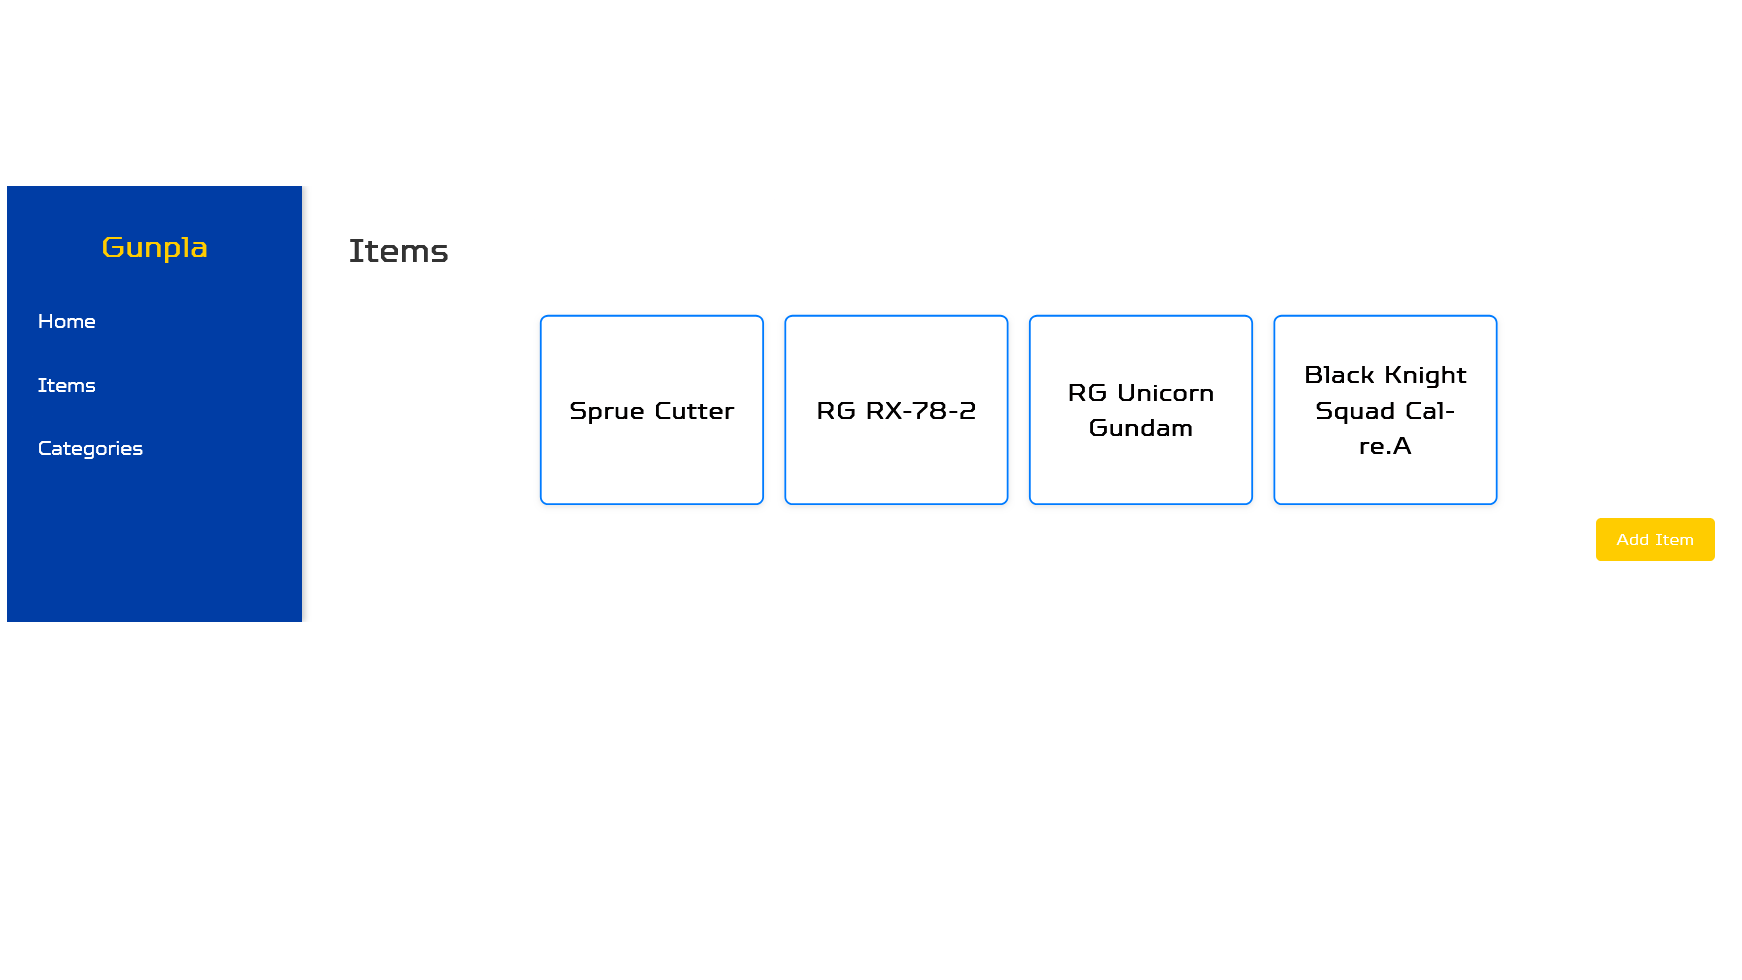 Gunpla
Home
Items
Categories
Items
Sprue Cutter
RG RX-78-2
RG Unicorn
Gundam
Black Knight
Squad Cal-
re.A
Add Item